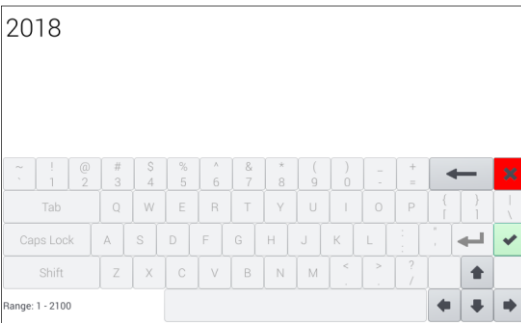 2018
~ ! @ # $ % ^ & * ( ) _ +
` 1 2 3 4 5 6 7 8 9 0 - =
Tab Q W E R T Y U I O P { } |
[ ] \
Caps Lock A S D F G H J K L : "
; '
Shift Z X C V B N M < > ?
, . /
Range: 1 - 2100